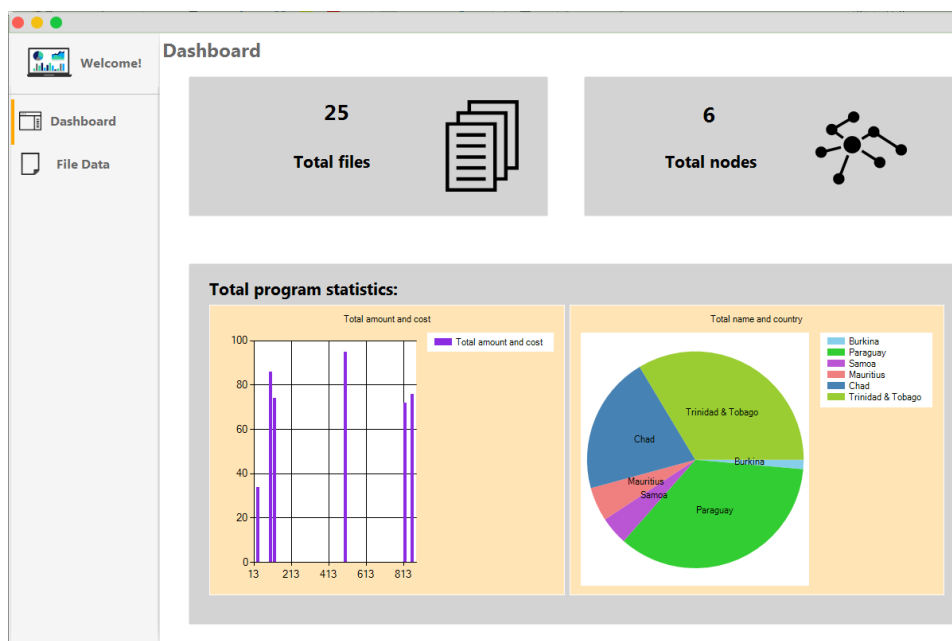 Welcome!
Dashboard
File Data
Dashboard
25
Total files
6
Total nodes
Total program statistics:
Total amount and cost
100
80
60
40
20
0
13 213 413 613 813
Total amount and cost
Total name and country
Trinidad & Tobago
Chad
Burkina
Mauritius
Samoa
Paraguay
Burkina
Paraguay
Samoa
Mauritius
Chad
Trinidad & Tobago